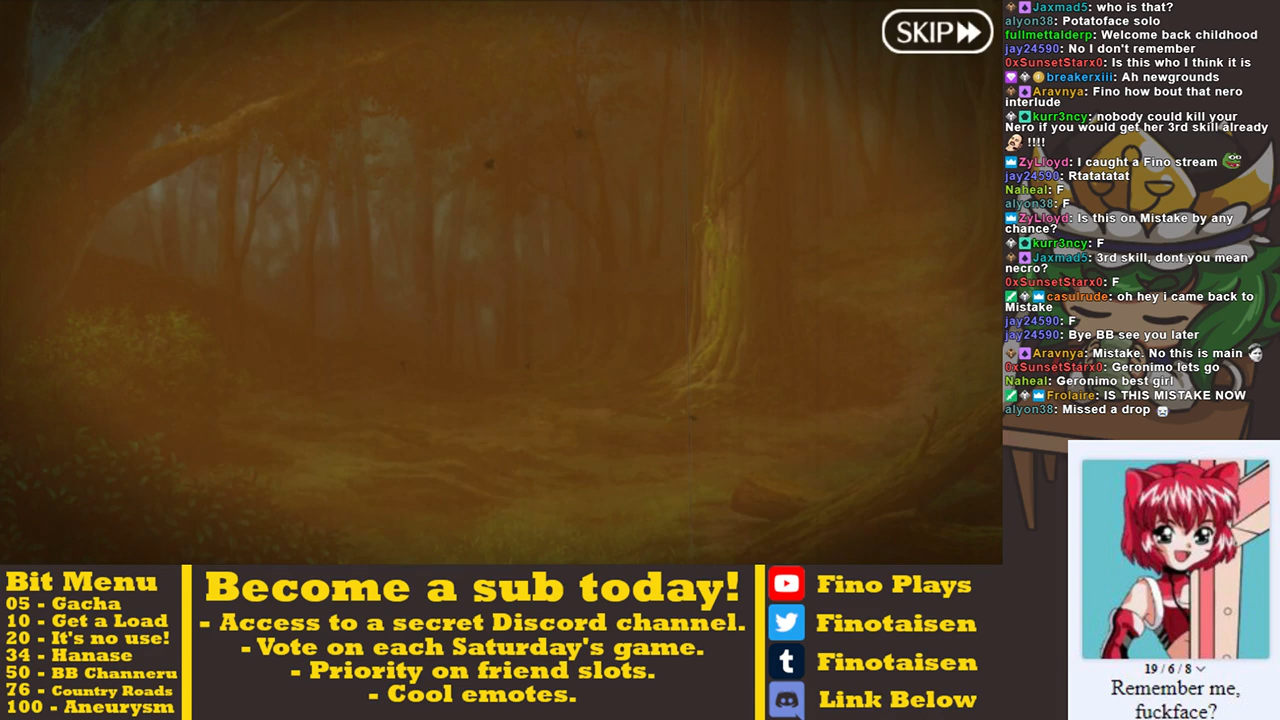 SKIP
Jaxmad5: who is that?
alyon38: Potatoface solo
fullmettalderp: Welcome back childhood
jay24590: No I don't remember
0xSunsetStarx0: Is this who I think it is
breakerxiii: Ah newgrounds
Aravnya: Fino how bout that nero
interlude
kurr3ncy: nobody could kill your
Nero if you would get her 3rd skill already
!!!!
ZyLloyd: I caught a Fino stream
jay24590: Rtatatatat
Naheal: F
alyon38: F
ZyLloyd: Is this on Mistake by any
chance?
kurr3ncy: F
Jaxmad5: 3rd skill, dont you mean
necro?
0xSunsetStarx0: F
casulrude: oh hey i came back to
Mistake
jay24590: F
jay24590: Bye BB see you later
Aravnya: Mistake. No this is main
0xSunsetStarx0: Geronimo lets go
Naheal: Geronimo best girl
Frolaire: IS THIS MISTAKE NOW
alyon38: Missed a drop
Bit Menu
05 - Gacha
10 - Get a Load
20 - It's no use!
34 - Hanase
50 - BB Channeru
76 - Country Roads
100 - Aneurysm
Become a sub today!
- Access to a secret Discord channel.
- Vote on each Saturday's game.
- Priority on friend slots.
- Cool emotes.
Fino Plays
Finotaisen
Finotaisen
Link Below
19 / 6 / 8
Remember me,
fuckface?